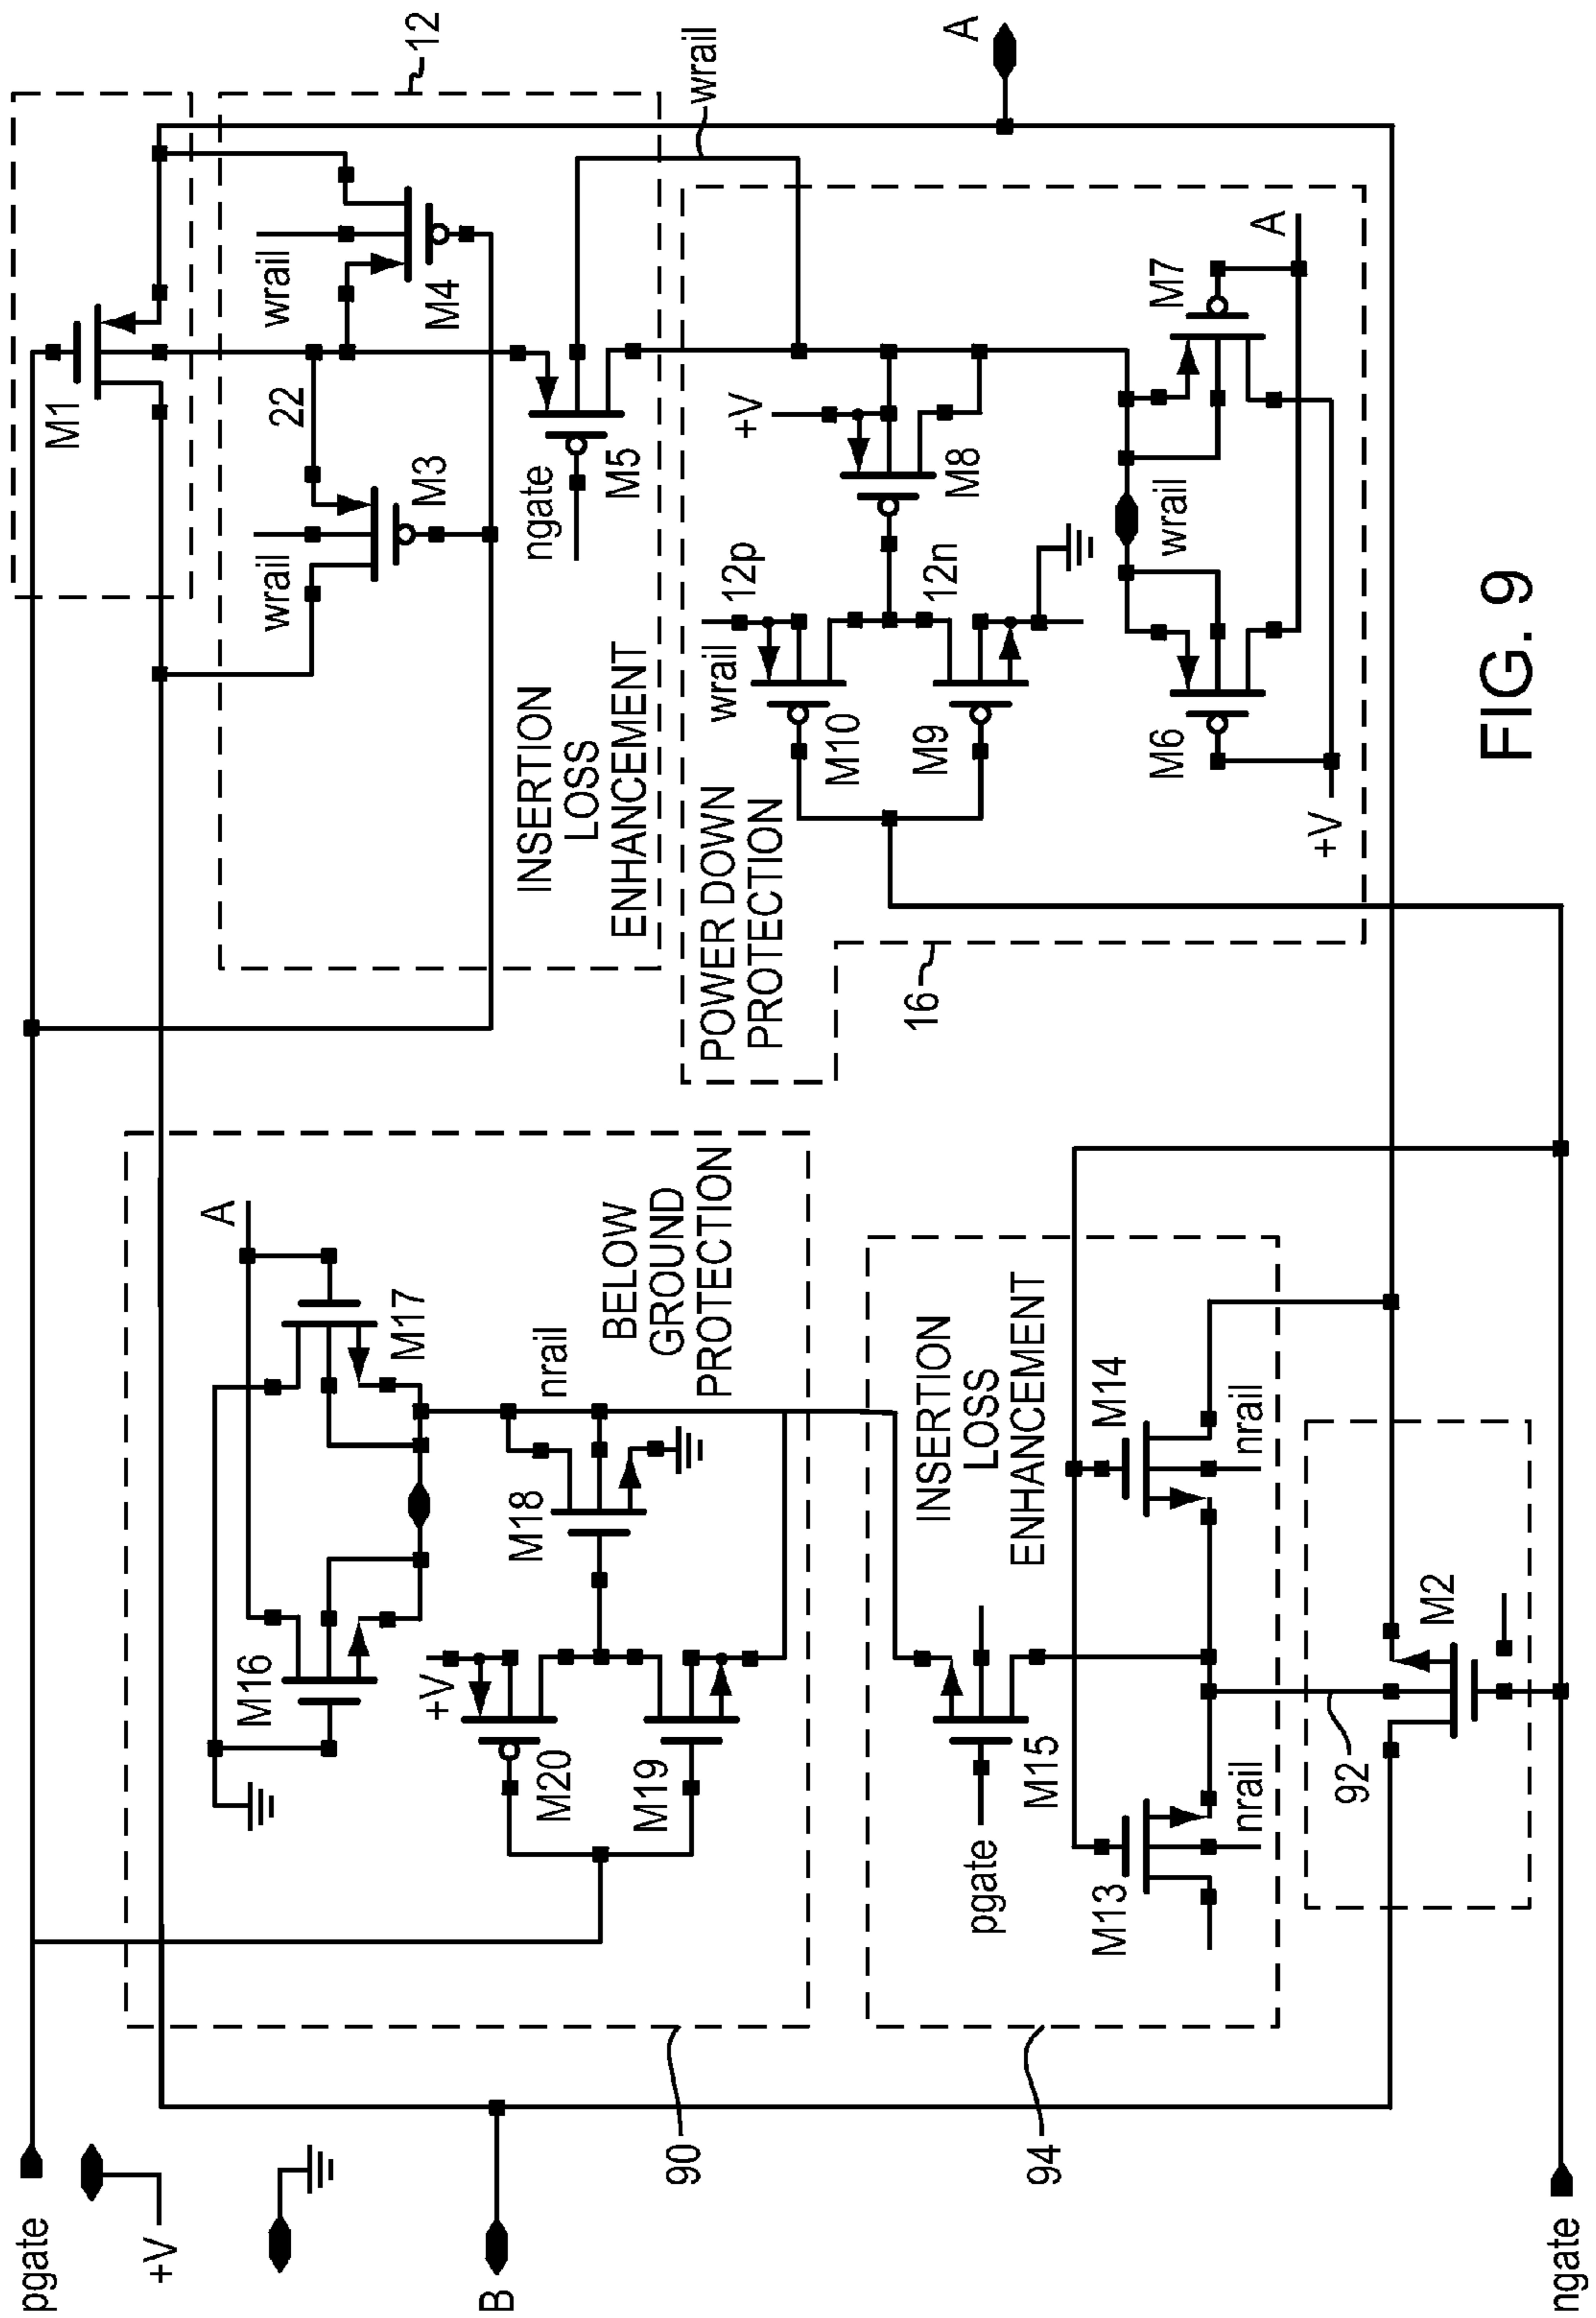 pgate
+V
B
ngate
A
M1
12
wrail
22
M3
wrail
M4
ngate
M5
INSERTION
LOSS
ENHANCEMENT
wrail
A
M16
M17
+V
M20
M19
M18
nrail
BELOW
GROUND
PROTECTION
90
POWER DOWN
PROTECTION
wrail
12p
M10
M9
12n
+V
M8
16
M6
wrail
M7
A
+V
INSERTION
LOSS
ENHANCEMENT
pgate
M15
M13
nrail
M14
nrail
94
92
M2
A
FIG. 9